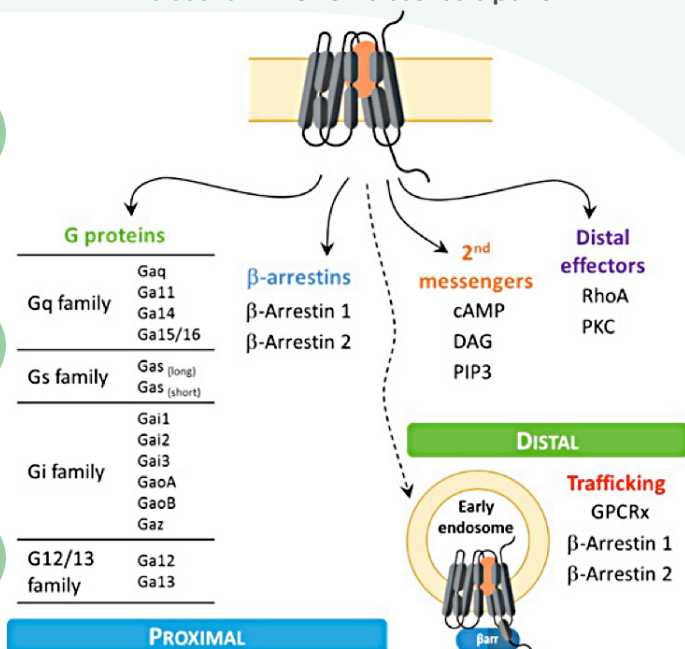 G proteins
Gq family
Gaq
Ga11
Ga14
Ga15/16
Gs family
Gas (long)
Gas (short)
Gi family
Gai1
Gai2
Gai3
GaoA
GaoB
Gaz
G12/13
family
Ga12
Ga13
β-arrestins
β-Arrestin 1
β-Arrestin 2
2nd
messengers
cAMP
DAG
PIP3
Distal
effectors
RhoA
PKC
DISTAL
Early
endosome
βarr
Trafficking
GPCRx
β-Arrestin 1
β-Arrestin 2
PROXIMAL